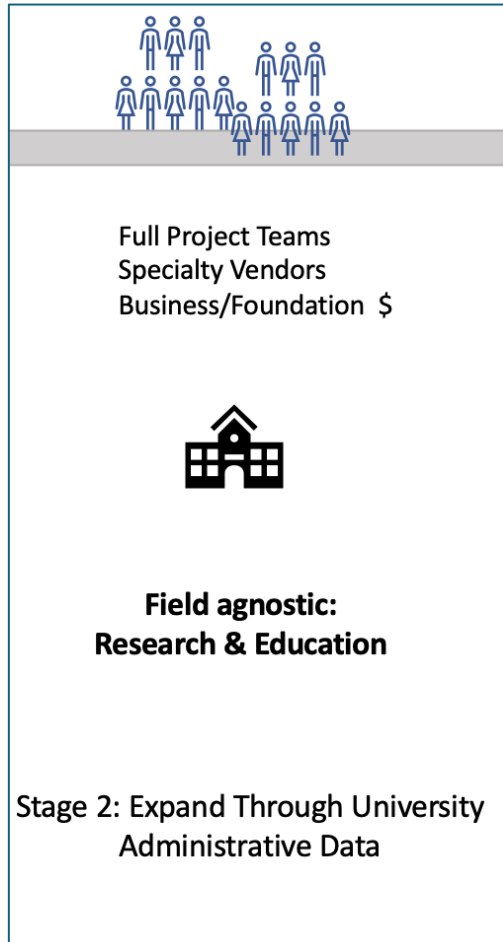 Full Project Teams
Specialty Vendors
Business/Foundation $
Field agnostic:
Research & Education
Stage 2: Expand Through University
Administrative Data